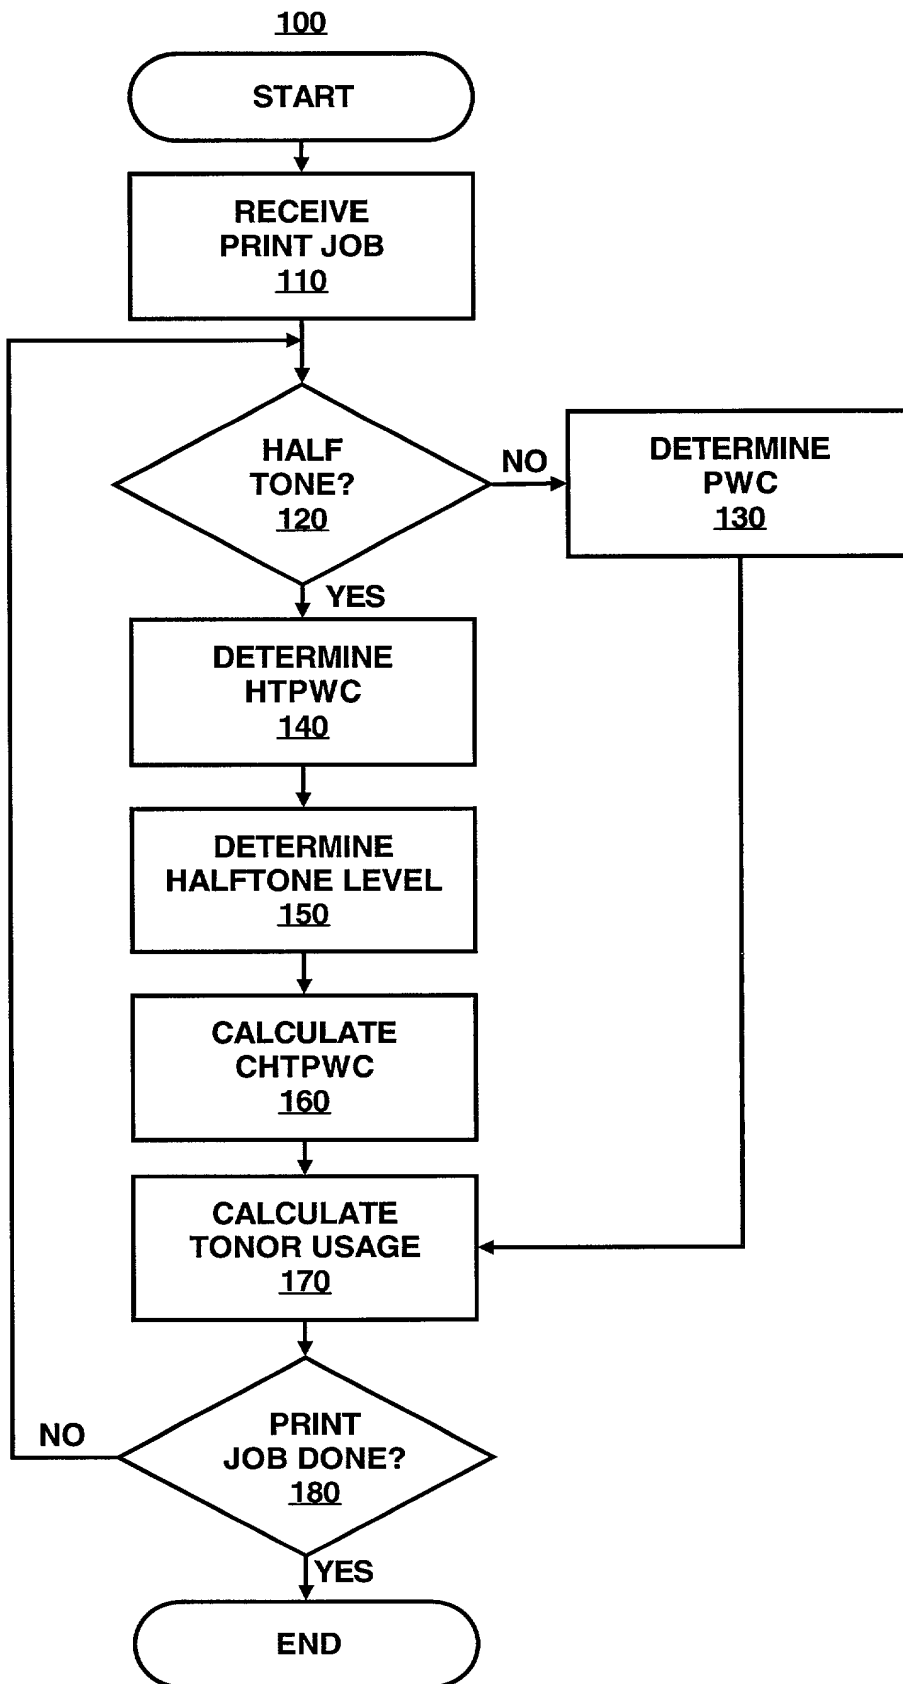 100
START
RECEIVE
PRINT JOB
110
HALF
TONE?
120
NO
DETERMINE
PWC
130
YES
DETERMINE
HTPWC
140
DETERMINE
HALFTONE LEVEL
150
CALCULATE
CHTPWC
160
CALCULATE
TONOR USAGE
170
PRINT
JOB DONE?
180
NO
YES
END